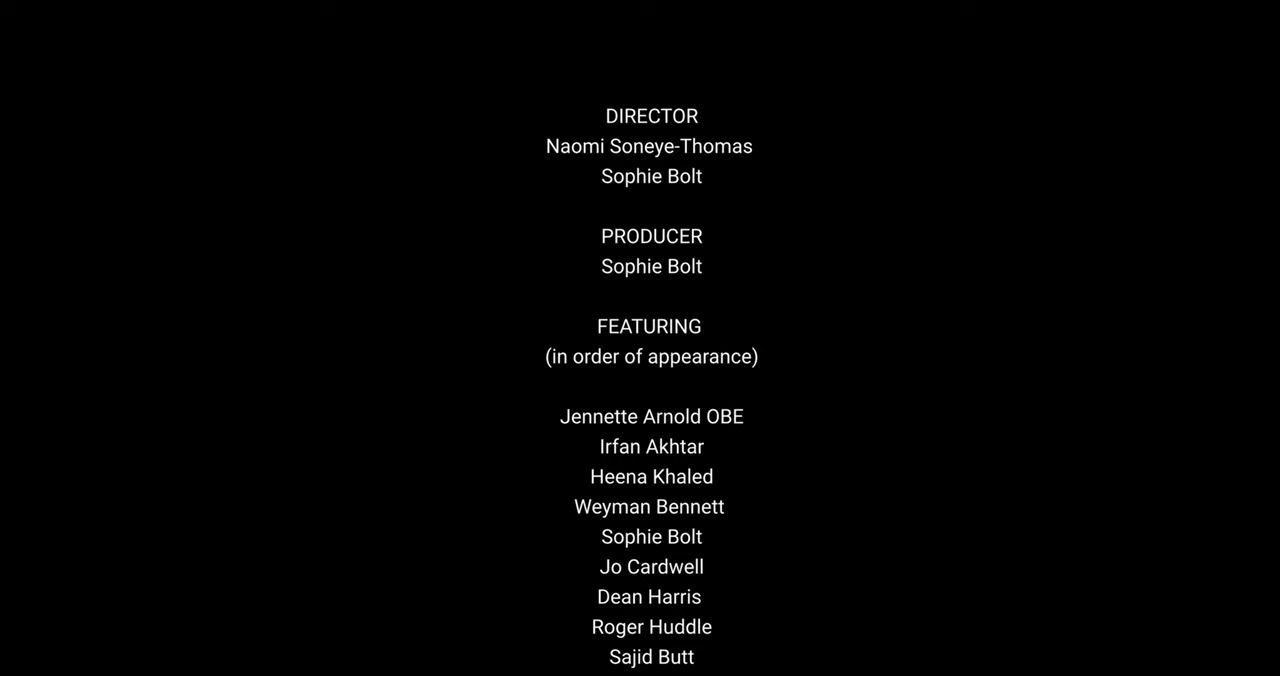 DIRECTOR
Naomi Soneye-Thomas
Sophie Bolt
PRODUCER
Sophie Bolt
FEATURING
(in order of appearance)
Jennette Arnold OBE
Irfan Akhtar
Heena Khaled
Weyman Bennett
Sophie Bolt
Jo Cardwell
Dean Harris
Roger Huddle
Sajid Butt